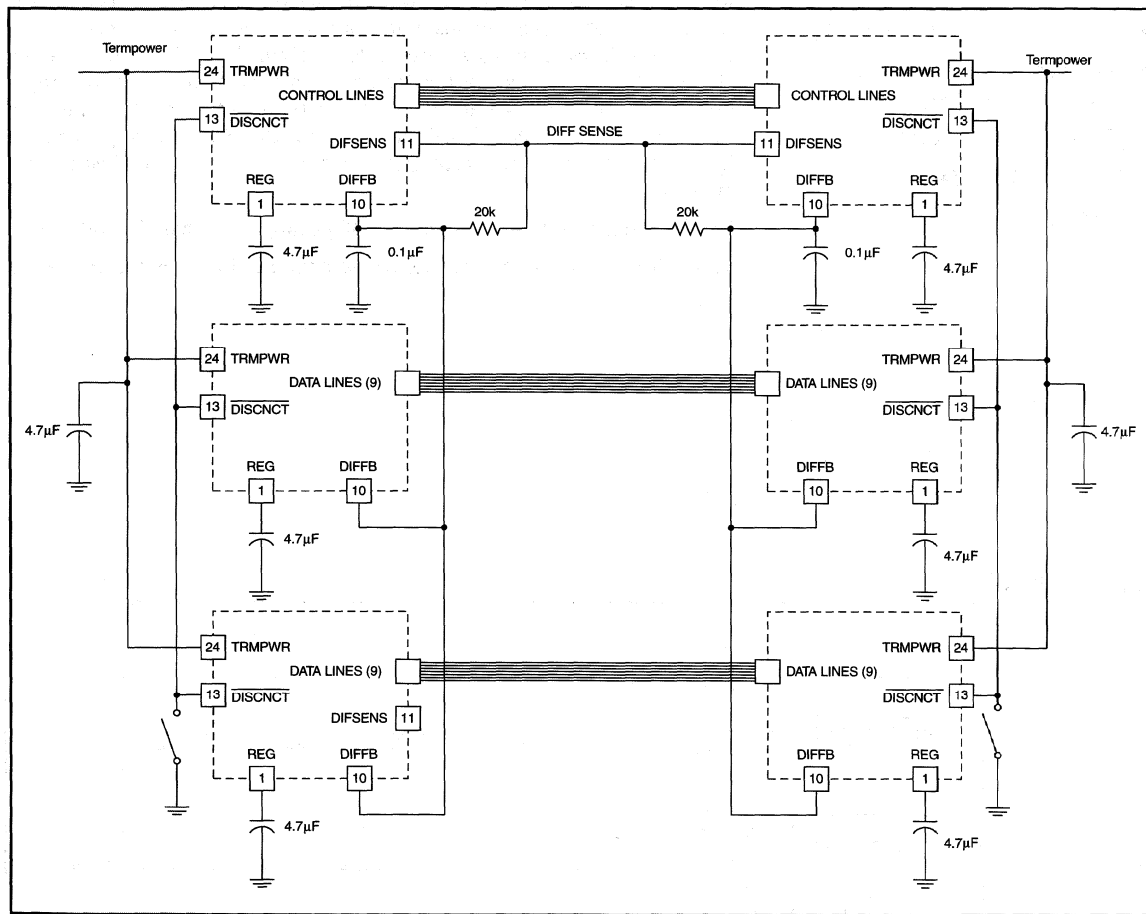 Termpower
24 TRMPWR
CONTROL LINES
13 DISCNCT
DIFSENS 11
REG
1
DIFFB
10
4.7µF
0.1µF
20k
DIFF SENSE
20k
Termpower
TRMPWR 24
CONTROL LINES
DISCNCT 13
11 DIFSENS
DIFFB
10
REG
1
0.1µF
4.7µF
24 TRMPWR
DATA LINES (9)
13 DISCNCT
4.7µF
REG
1
DIFFB
10
4.7µF
TRMPWR 24
DATA LINES (9)
DISCNCT 13
4.7µF
DIFFB
10
REG
1
4.7µF
24 TRMPWR
DATA LINES (9)
13 DISCNCT
DIFSENS 11
REG
1
DIFFB
10
4.7µF
TRMPWR 24
DATA LINES (9)
DISCNCT 13
DIFFB
10
REG
1
4.7µF